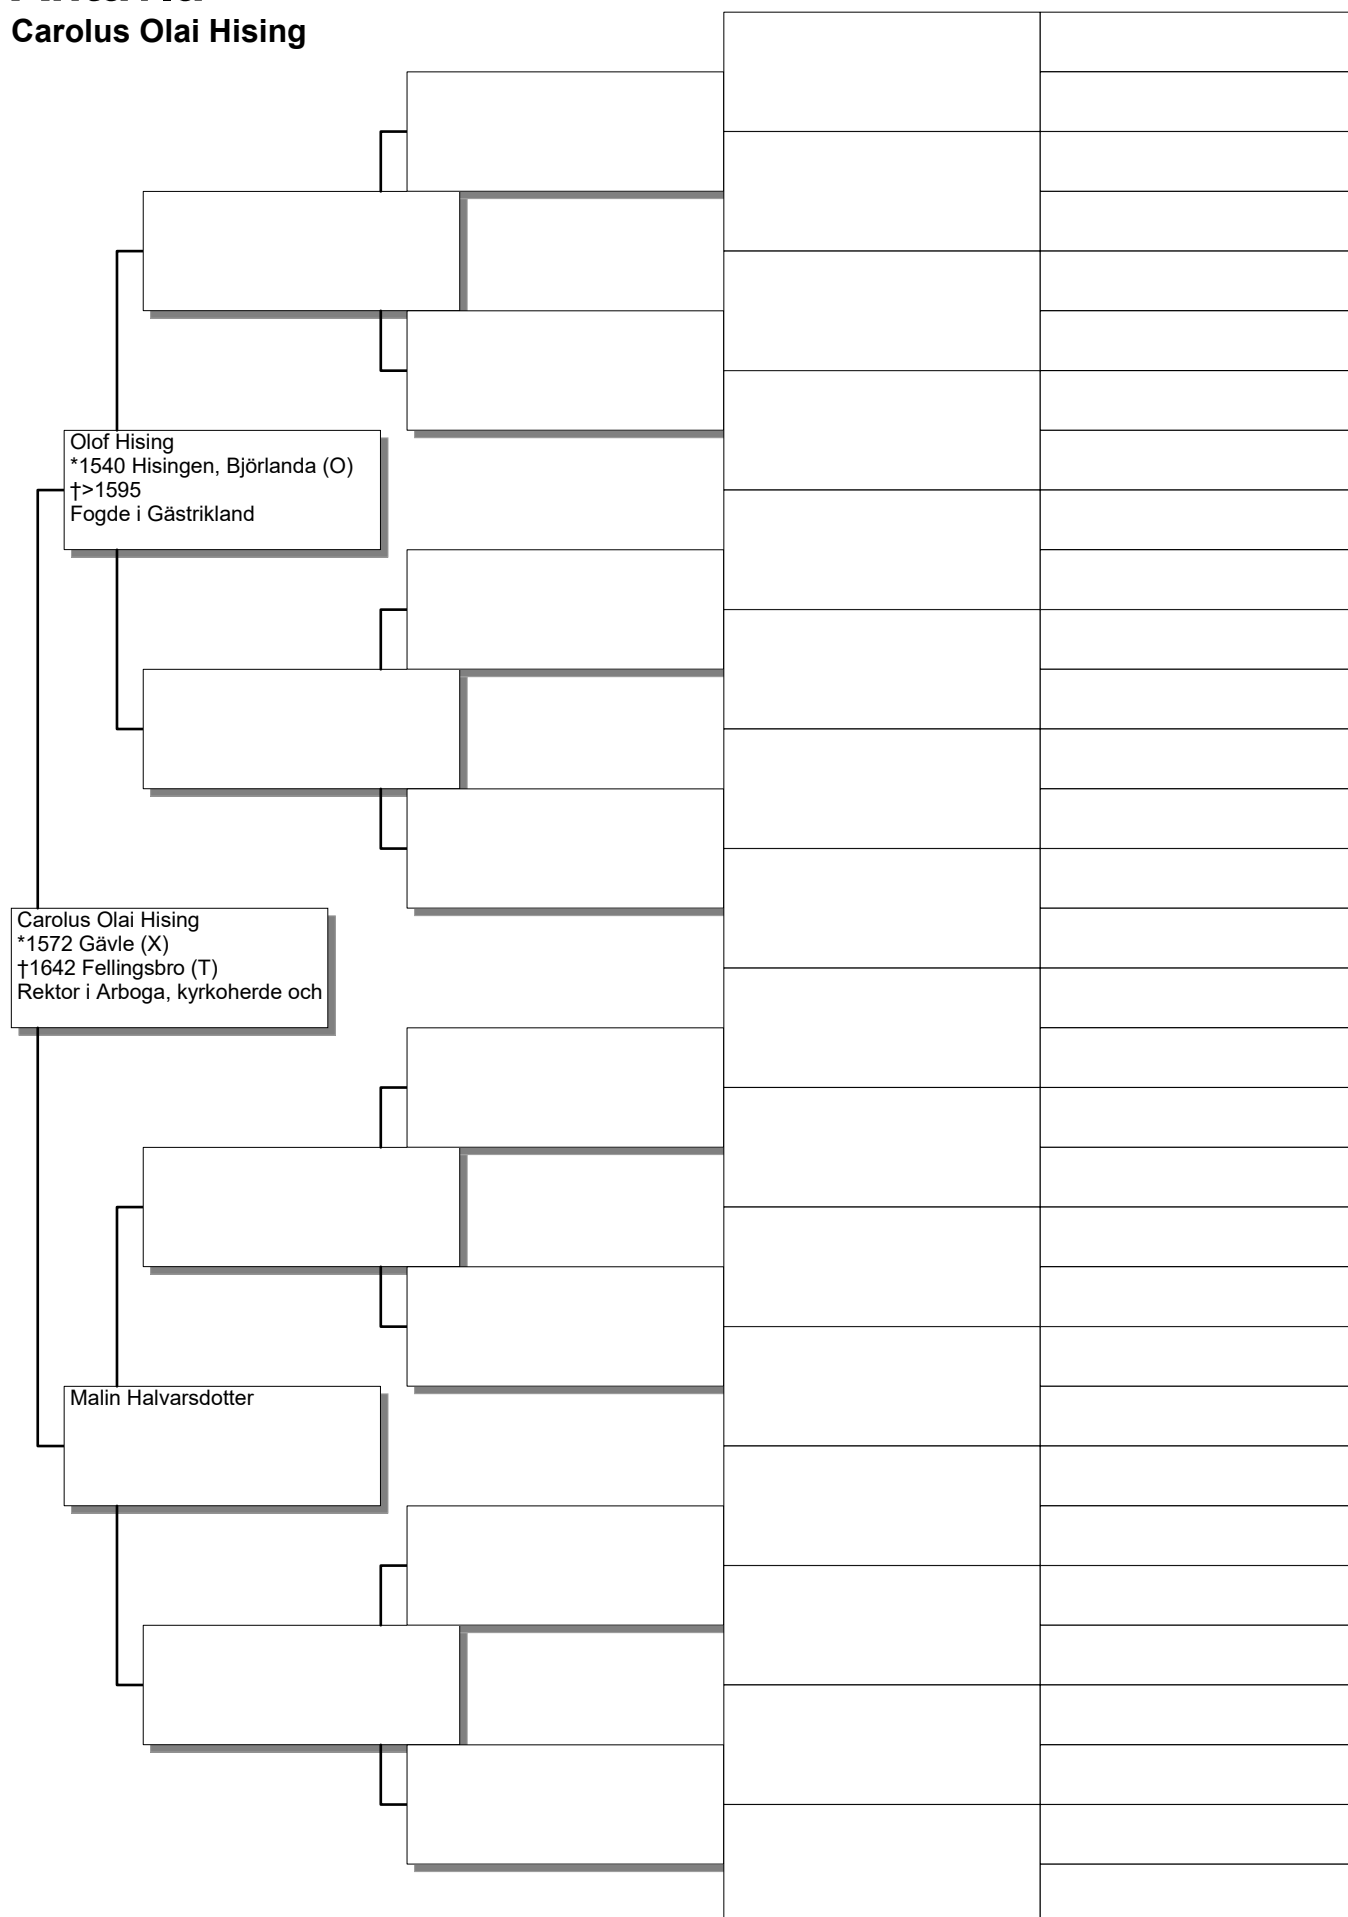 Carolus Olai Hising
Olof Hising
*1540 Hisingen, Björlanda (O)
†>1595
Fogde i Gästrikland
Carolus Olai Hising
*1572 Gävle (X)
†1642 Fellingsbro (T)
Rektor i Arboga, kyrkoherde och
Malin Halvarsdotter